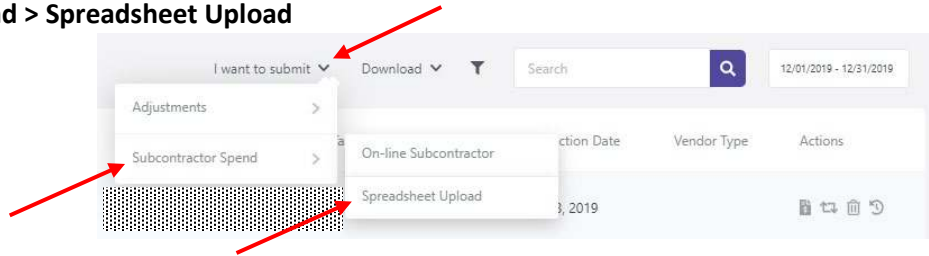 d > Spreadsheet Upload
I want to submit Download Search 12/01/2019 - 12/31/2019
Adjustments
Subcontractor Spend On-line Subcontractor ction Date Vendor Type Actions
Spreadsheet Upload 3, 2019